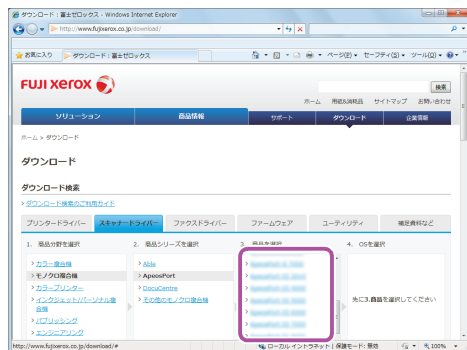 ダウンロード : 富士ゼロックス - Windows Internet Explorer
http://www.fujixerox.co.jp/download/
お気に入り ダウンロード : 富士ゼロックス ページ(P) セーフティ(S) ツール(O)
FUJI XEROX
検索
ホーム 用紙&消耗品 サイトマップ お問い合わせ
ソリューション 商品情報 サポート ダウンロード 企業情報
ホーム > ダウンロード
ダウンロード
ダウンロード検索
> ダウンロード検索のご利用ガイド
プリンタードライバー スキャナードライバー ファクスドライバー ファームウェア ユーティリティ 補足資料など
1. 商品分野を選択 2. 商品シリーズを選択 3. 商品を選択 4. OSを選択
> カラー複合機
> モノクロ複合機
> カラープリンター
> インクジェット/パーソナル複合機
> パブリッシング
> エンジニアリング
> Able
> ApeosPort
> DocuCentre
> その他のモノクロ複合機
先に3.商品を選択してください
http://www.fujixerox.co.jp/download/# ローカル イントラネット | 保護モード: 無効 100%